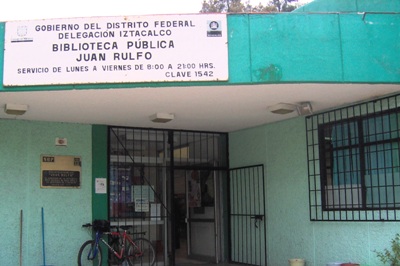 GOBIERNO DEL DISTRITO FEDERAL
DELEGACIÓN IZTACALCO
BIBLIOTECA PÚBLICA
JUAN RULFO
SERVICIO DE LUNES A VIERNES DE 8:00 A 21:00 HRS.
CLAVE 1542